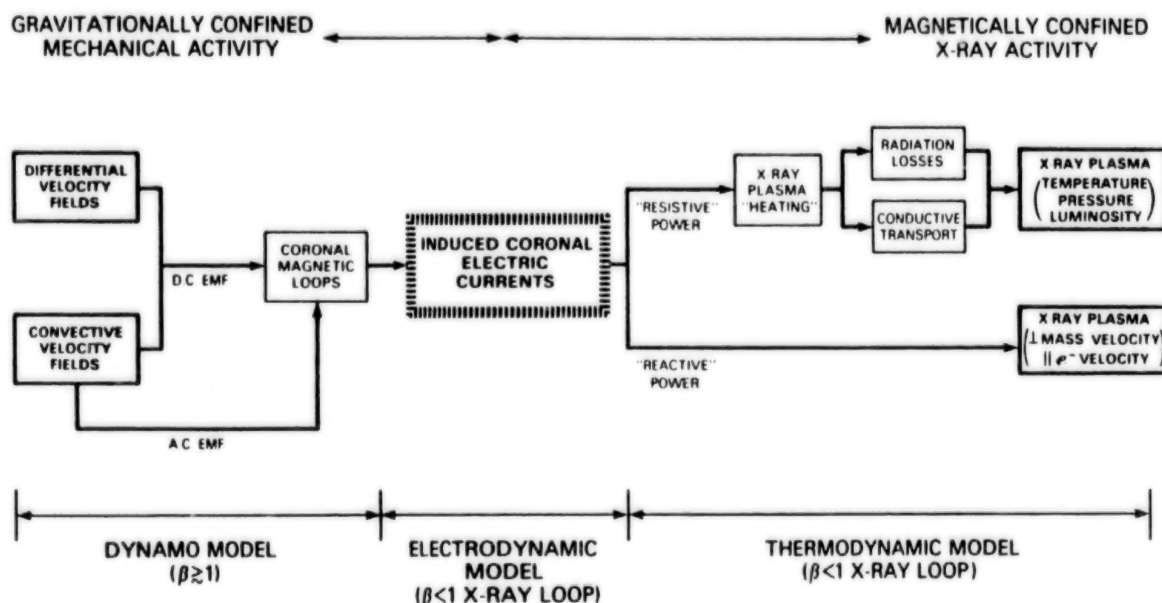 GRAVITATIONALLY CONFINED
MECHANICAL ACTIVITY
MAGNETICALLY CONFINED
X-RAY ACTIVITY
DIFFERENTIAL
VELOCITY
FIELDS
CONVECTIVE
VELOCITY
FIELDS
D.C EMF
A.C EMF
CORONAL
MAGNETIC
LOOPS
INDUCED CORONAL
ELECTRIC
CURRENTS
"RESISTIVE"
POWER
"REACTIVE"
POWER
X RAY
PLASMA
"HEATING"
RADIATION
LOSSES
CONDUCTIVE
TRANSPORT
X RAY PLASMA
(TEMPERATURE
PRESSURE
LUMINOSITY)
X RAY PLASMA
(⊥ MASS VELOCITY
|| e⁻ VELOCITY)
DYNAMO MODEL
(β≳1)
ELECTRODYNAMIC
MODEL
(β<1 X-RAY LOOP)
THERMODYNAMIC MODEL
(β<1 X-RAY LOOP)